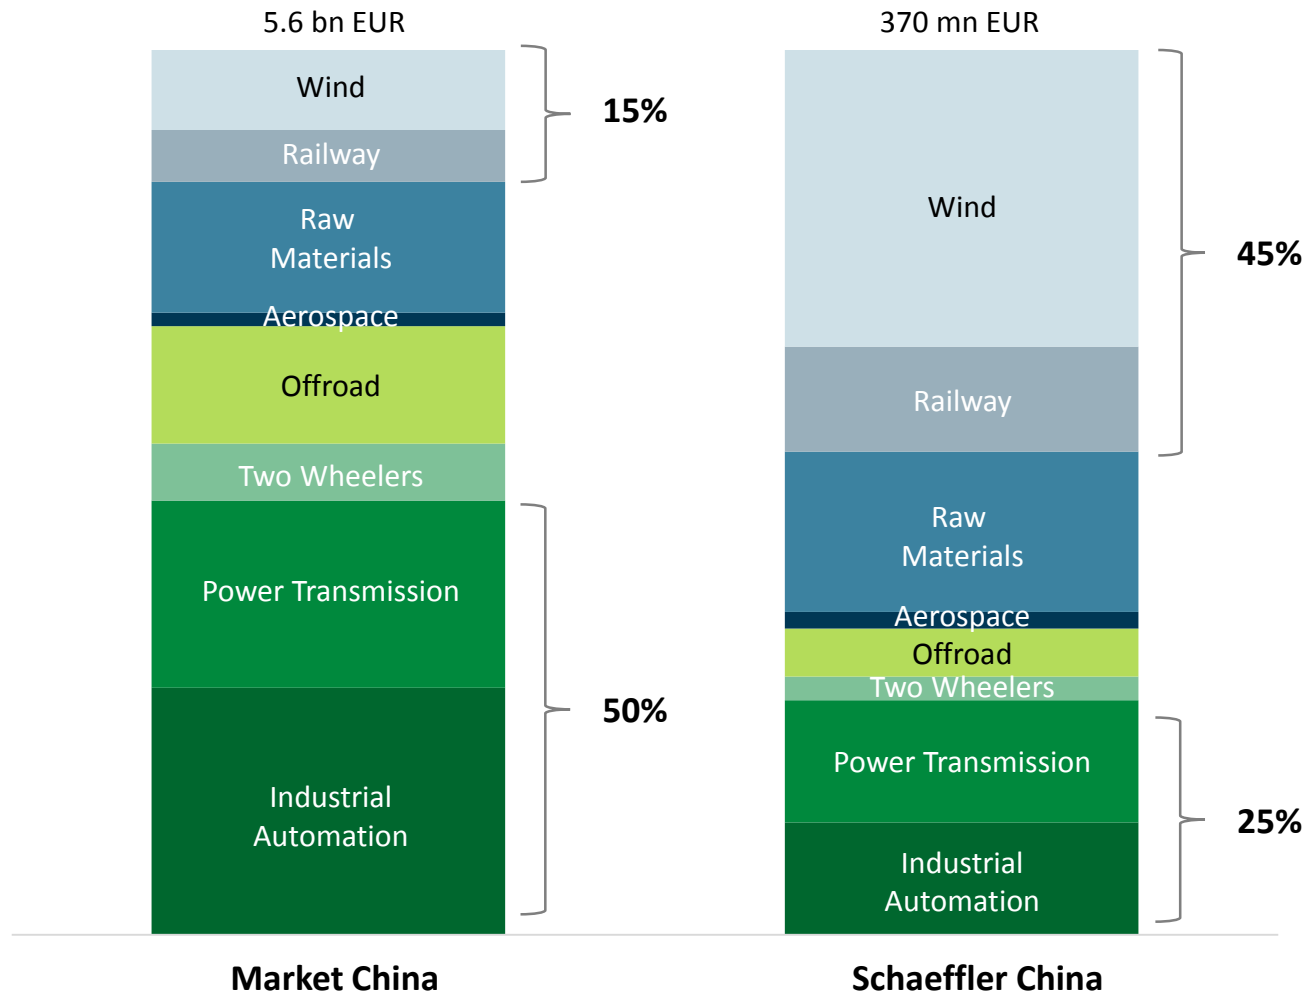 5.6 bn EUR
Wind
Railway
15%
Raw
Materials
Aerospace
Offroad
Two Wheelers
Power Transmission
Industrial
Automation
50%
Market China
370 mn EUR
Wind
Railway
45%
Raw
Materials
Aerospace
Offroad
Two Wheelers
Power Transmission
Industrial
Automation
25%
Schaeffler China